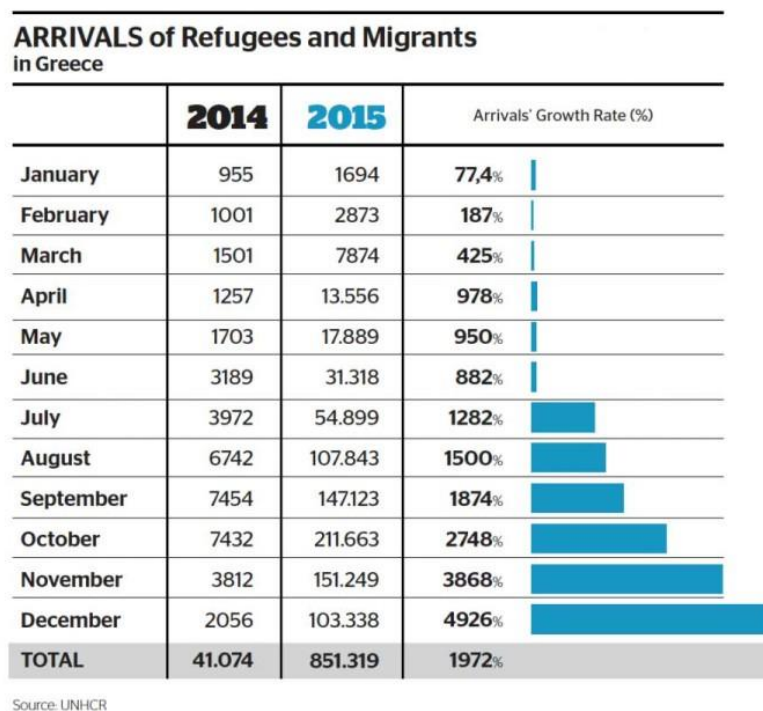 ARRIVALS of Refugees and Migrants
in Greece
2014 2015 Arrivals' Growth Rate (%)
January 955 1694 77,4%
February 1001 2873 187%
March 1501 7874 425%
April 1257 13.556 978%
May 1703 17.889 950%
June 3189 31.318 882%
July 3972 54.899 1282%
August 6742 107.843 1500%
September 7454 147.123 1874%
October 7432 211.663 2748%
November 3812 151.249 3868%
December 2056 103.338 4926%
TOTAL 41.074 851.319 1972%
Source: UNHCR